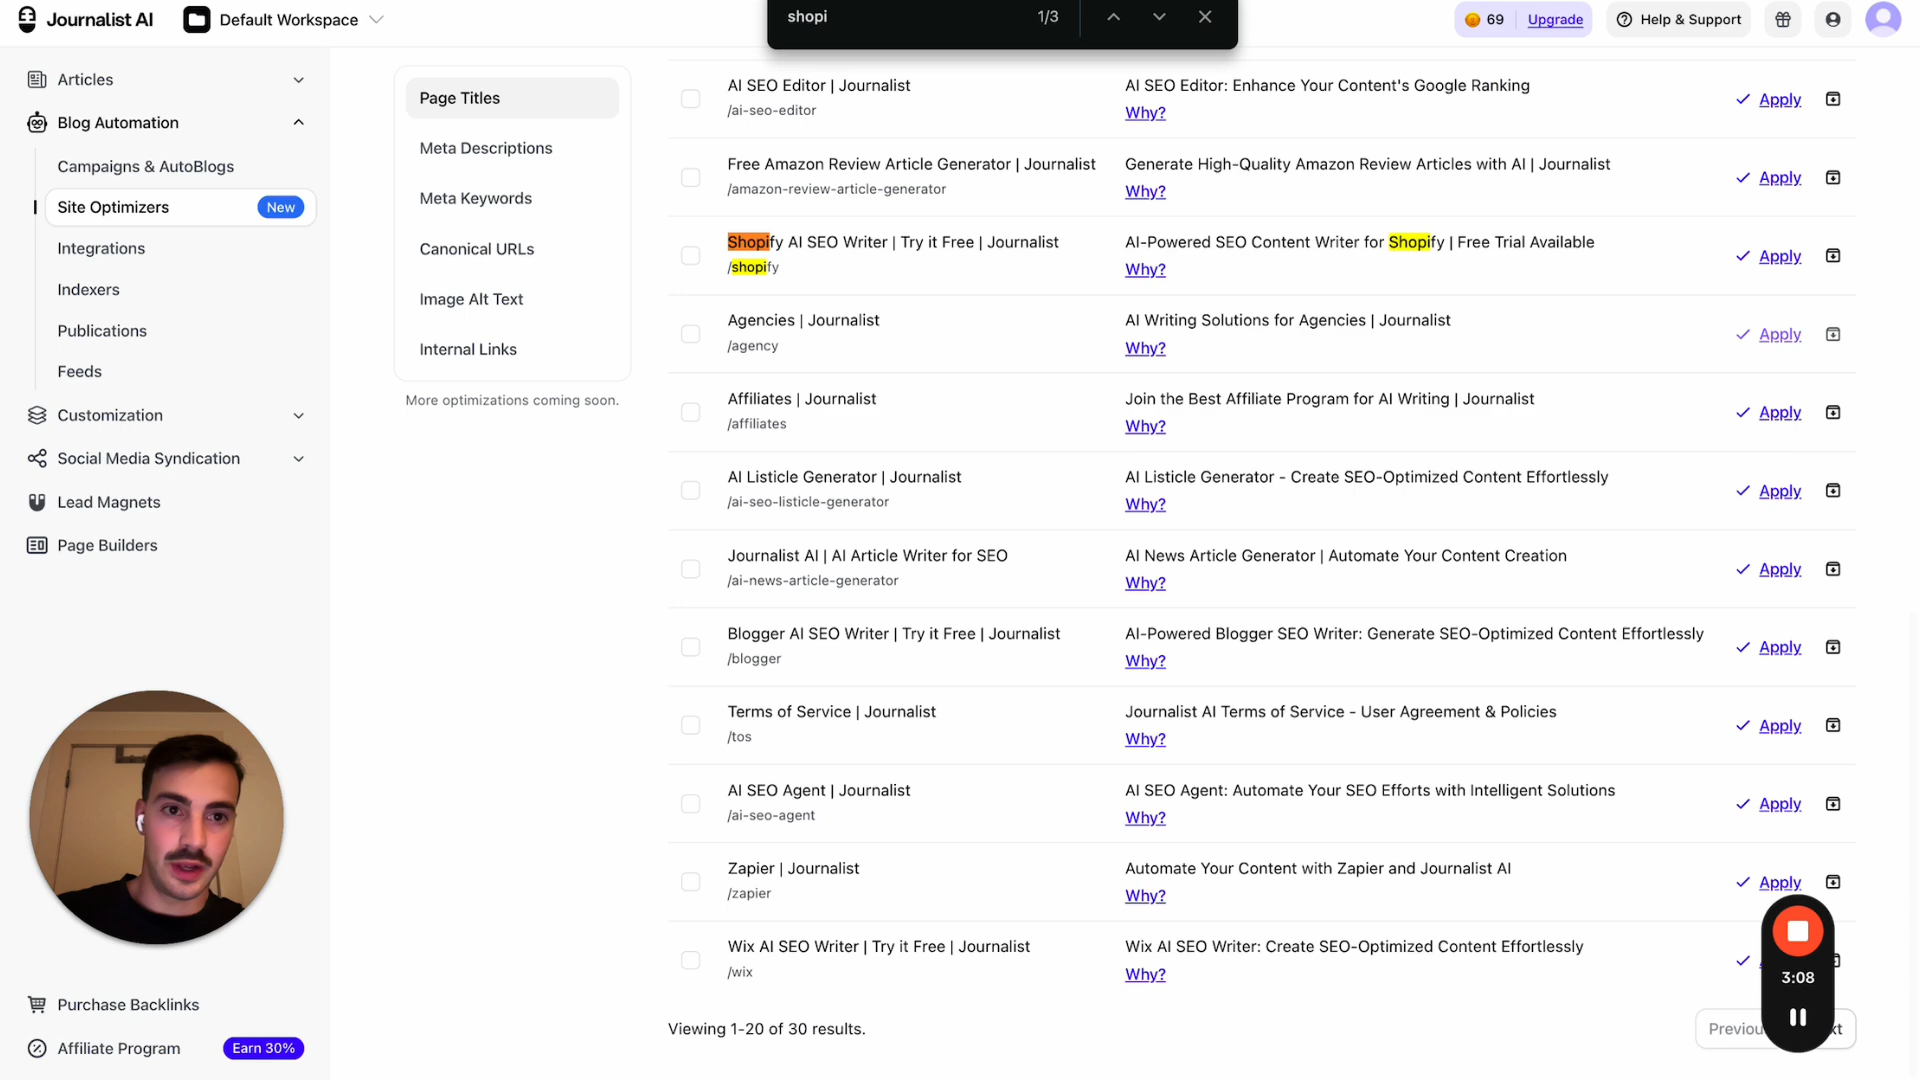 Journalist AI
Default Workspace
shopi
1/3
69
Upgrade
Help & Support
Articles
Blog Automation
Campaigns & AutoBlogs
Site Optimizers
New
Integrations
Indexers
Publications
Feeds
Customization
Social Media Syndication
Lead Magnets
Page Builders
Purchase Backlinks
Affiliate Program
Earn 30%
Page Titles
Meta Descriptions
Meta Keywords
Canonical URLs
Image Alt Text
Internal Links
More optimizations coming soon.
AI SEO Editor | Journalist
/ai-seo-editor
AI SEO Editor: Enhance Your Content's Google Ranking
Why?
Apply
Free Amazon Review Article Generator | Journalist
/amazon-review-article-generator
Generate High-Quality Amazon Review Articles with AI | Journalist
Why?
Apply
Shopify AI SEO Writer | Try it Free | Journalist
/shopify
AI-Powered SEO Content Writer for Shopify | Free Trial Available
Why?
Apply
Agencies | Journalist
/agency
AI Writing Solutions for Agencies | Journalist
Why?
Apply
Affiliates | Journalist
/affiliates
Join the Best Affiliate Program for AI Writing | Journalist
Why?
Apply
AI Listicle Generator | Journalist
/ai-seo-listicle-generator
AI Listicle Generator - Create SEO-Optimized Content Effortlessly
Why?
Apply
Journalist AI | AI Article Writer for SEO
/ai-news-article-generator
AI News Article Generator | Automate Your Content Creation
Why?
Apply
Blogger AI SEO Writer | Try it Free | Journalist
/blogger
AI-Powered Blogger SEO Writer: Generate SEO-Optimized Content Effortlessly
Why?
Apply
Terms of Service | Journalist
/tos
Journalist AI Terms of Service - User Agreement & Policies
Why?
Apply
AI SEO Agent | Journalist
/ai-seo-agent
AI SEO Agent: Automate Your SEO Efforts with Intelligent Solutions
Why?
Apply
Zapier | Journalist
/zapier
Automate Your Content with Zapier and Journalist AI
Why?
Apply
Wix AI SEO Writer | Try it Free | Journalist
/wix
Wix AI SEO Writer: Create SEO-Optimized Content Effortlessly
Why?
3:08
Viewing 1-20 of 30 results.